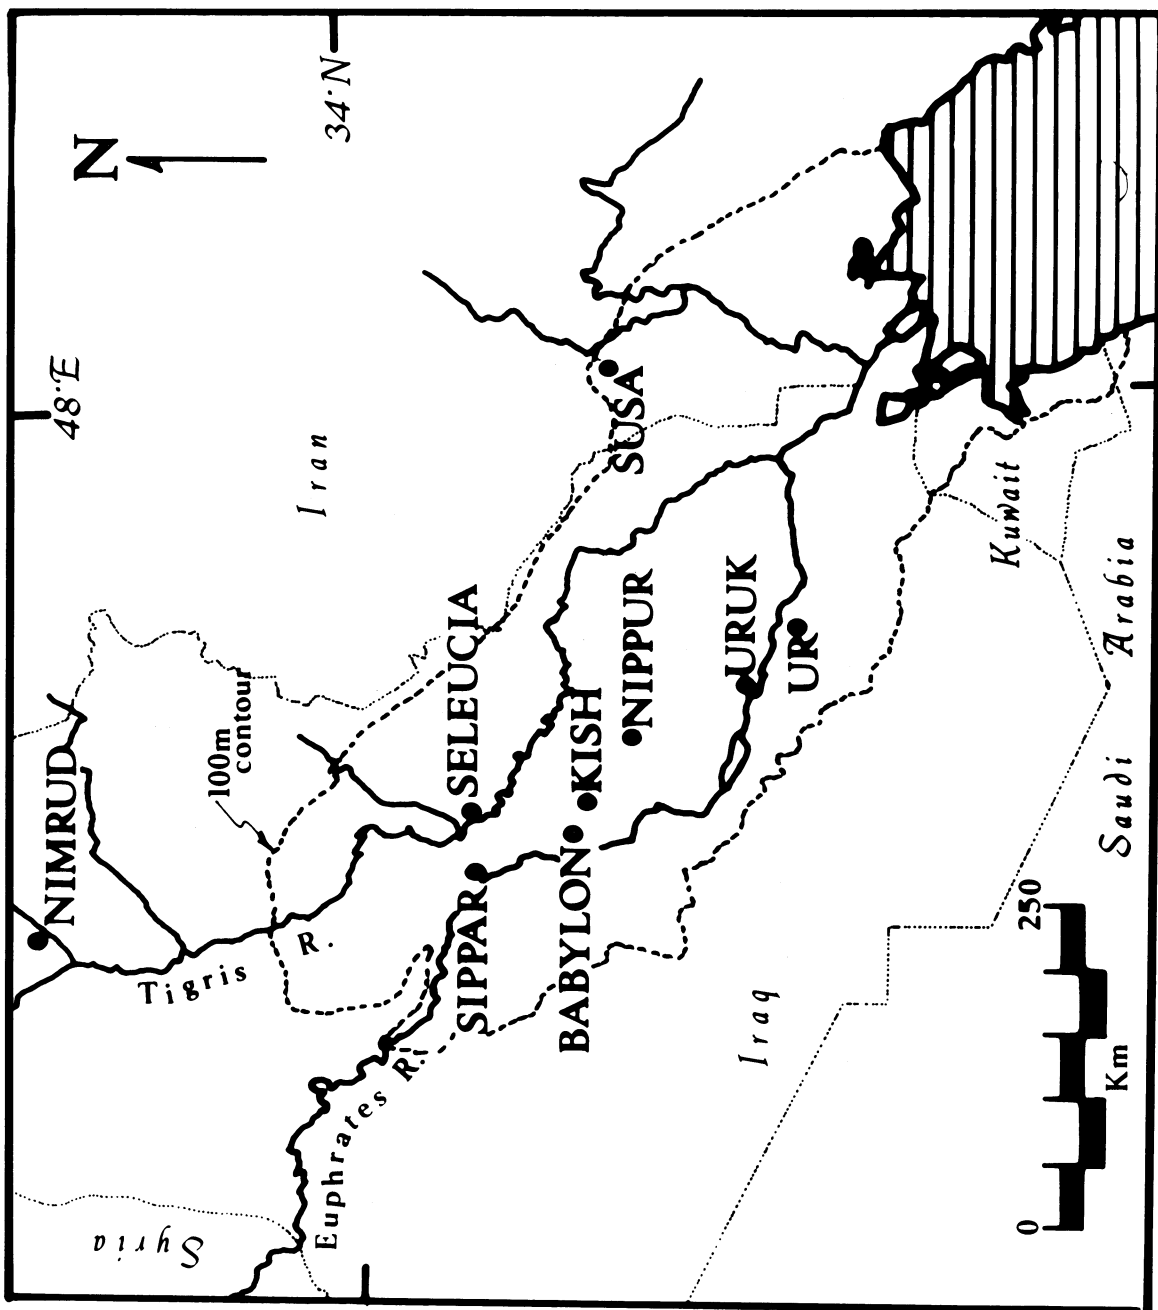 N
34°N
48°E
Iran
Syria
NIMRUD
100m
contour
Tigris R.
Euphrates R.
SELEUCIA
SIPPAR
BABYLON
KISH
NIPPUR
SUSA
URUK
UR
Iraq
Kuwait
Saudi Arabia
0 250
Km